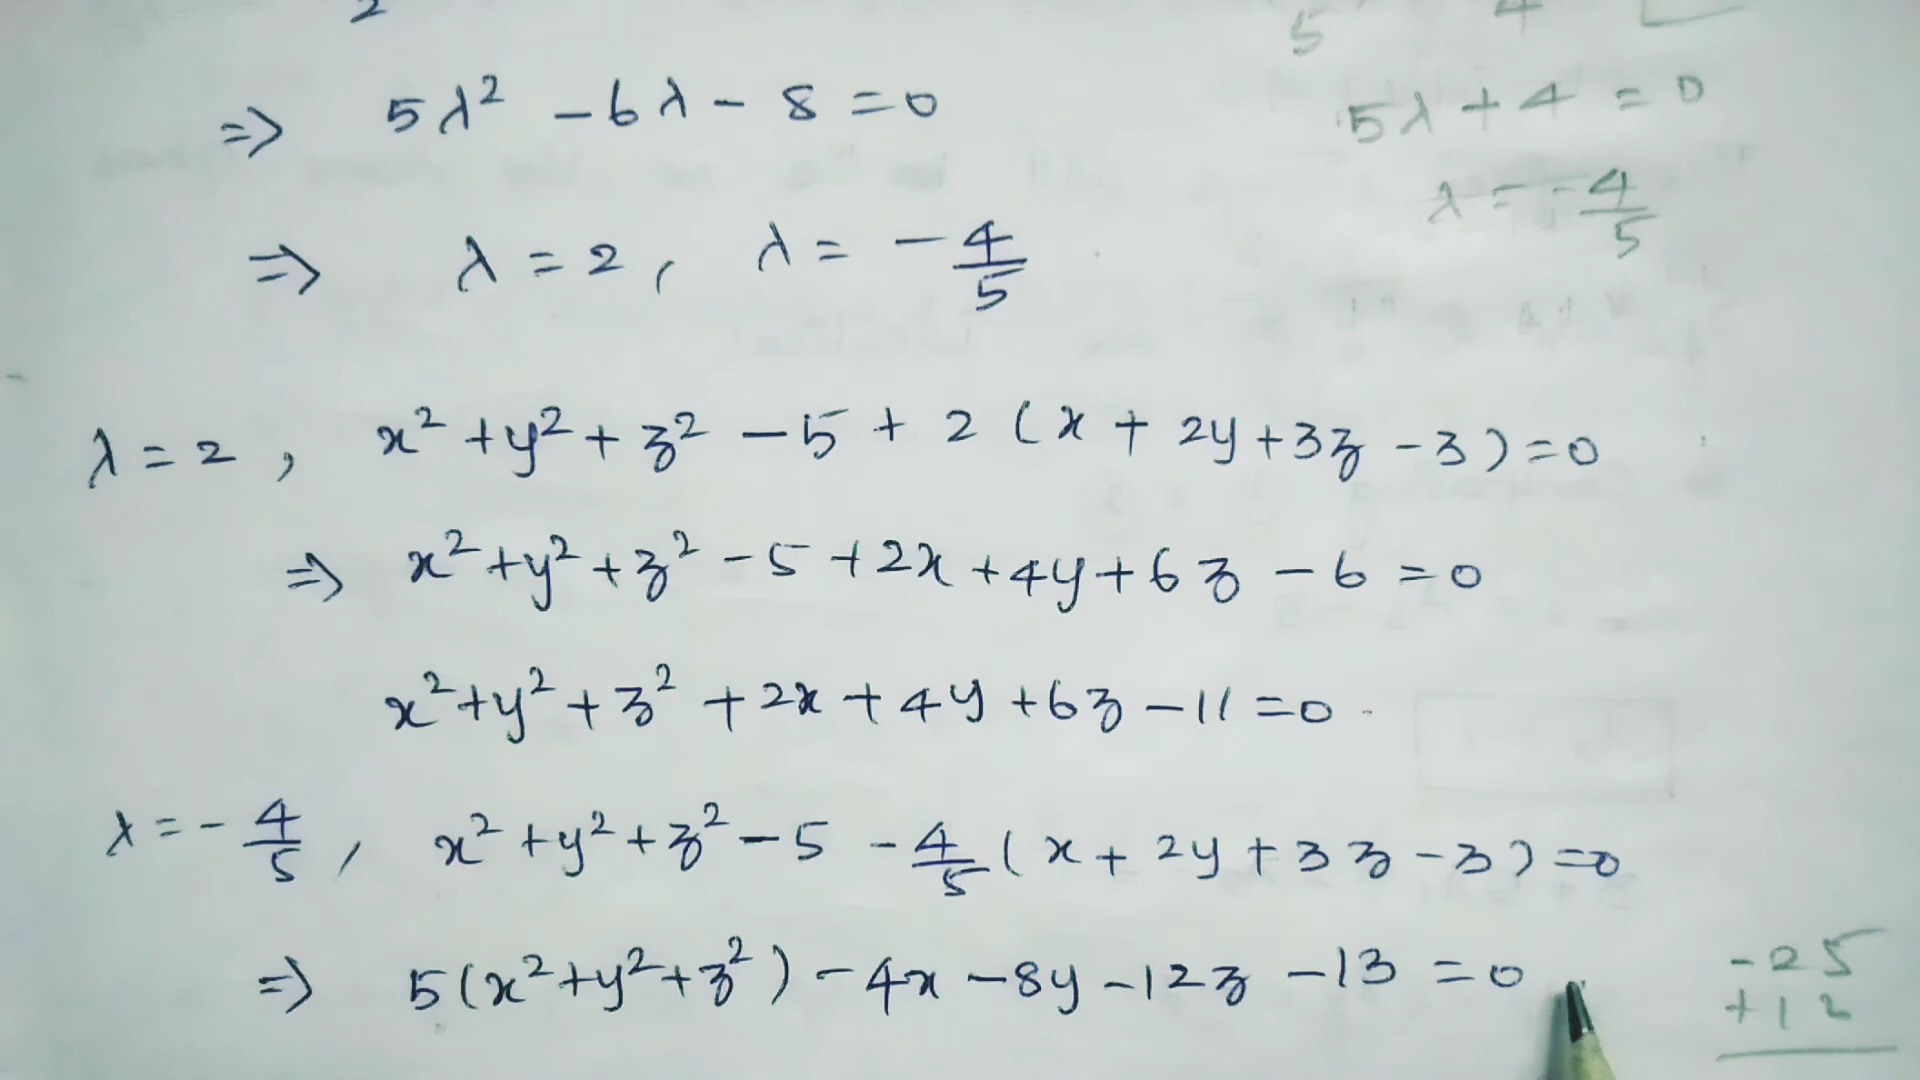 2
5 4
⇒ 5λ² - 6λ - 8 = 0
5λ + 4 = 0
λ = -4/5
⇒ λ = 2, λ = -4/5
λ = 2, x² + y² + z² - 5 + 2 (x + 2y + 3z - 3) = 0
⇒ x² + y² + z² - 5 + 2x + 4y + 6z - 6 = 0
x² + y² + z² + 2x + 4y + 6z - 11 = 0
λ = -4/5, x² + y² + z² - 5 - 4/5 (x + 2y + 3z - 3) = 0
⇒ 5(x² + y² + z²) - 4x - 8y - 12z - 13 = 0
-25
+12